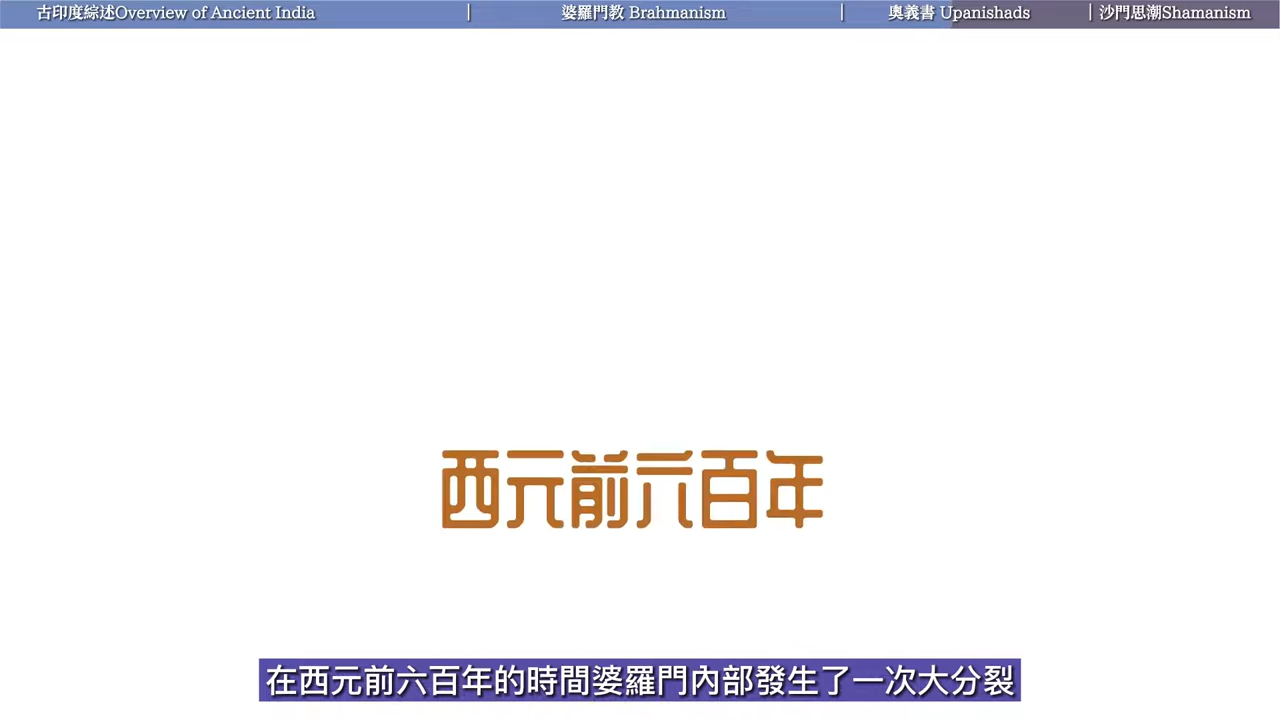 古印度綜述Overview of Ancient India | 婆羅門教 Brahmanism | 奧義書 Upanishads | 沙門思潮Shamanism
西元前六百年
在西元前六百年的時間婆羅門內部發生了一次大分裂